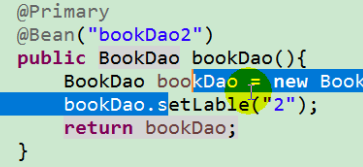 @Primary
@Bean("bookDao2")
public BookDao bookDao(){
BookDao bookDao = new Book
bookDao.setLable("2");
return bookDao;
}